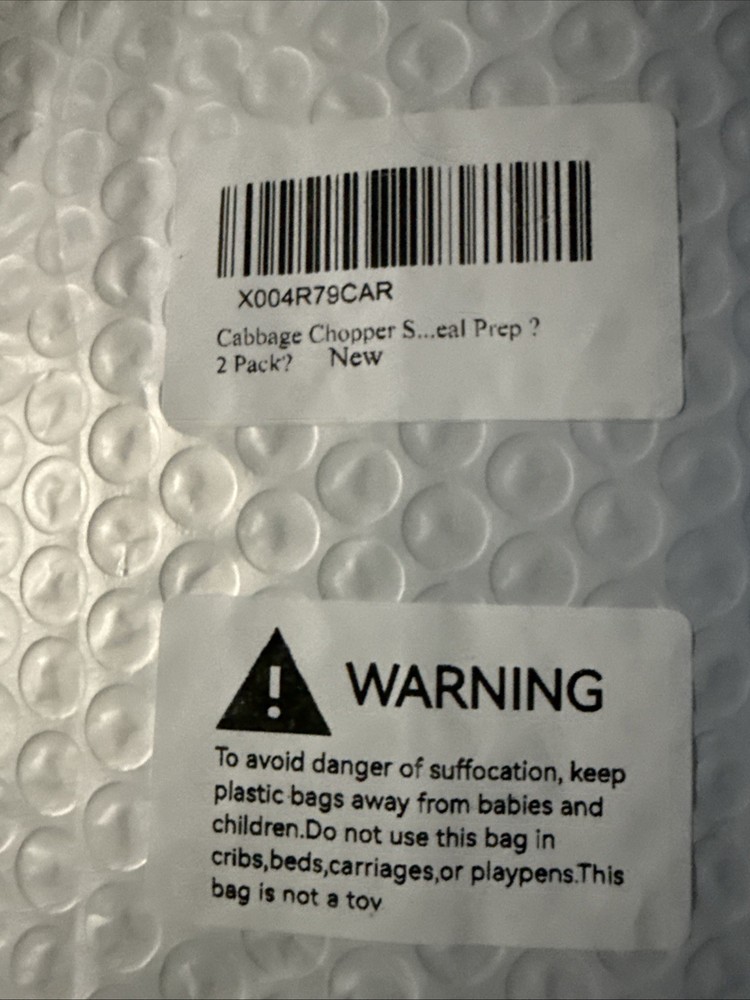 X004R79CAR
Cabbage Chopper S...eal Prep ?
2 Pack? New
! WARNING
To avoid danger of suffocation, keep
plastic bags away from babies and
children.Do not use this bag in
cribs,beds,carriages,or playpens.This
bag is not a toy